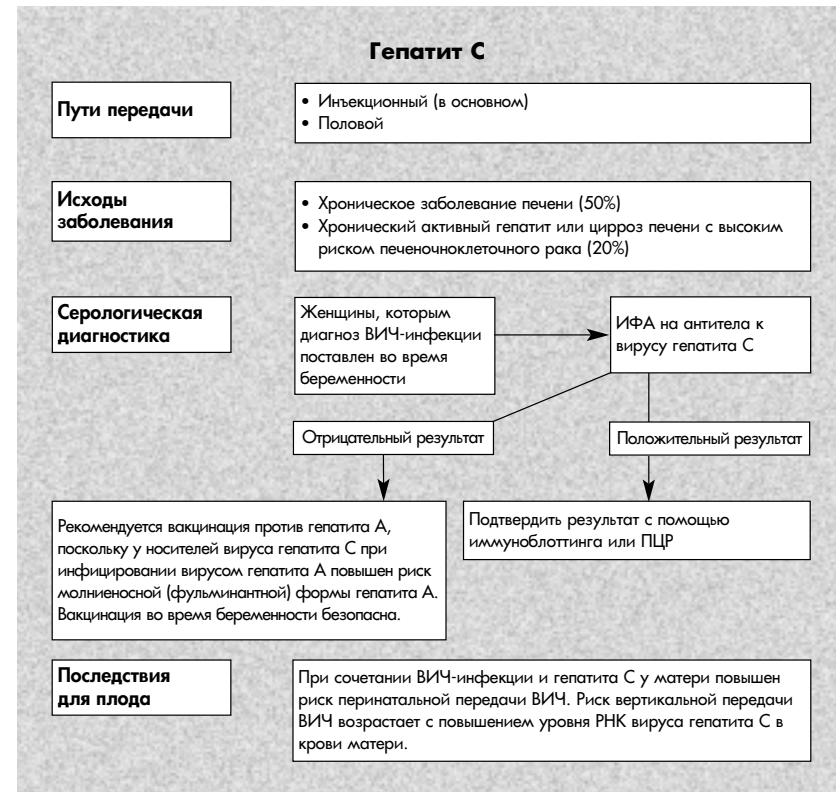 Гепатит С
Пути передачи
• Инъекционный (в основном)
• Половой
Исходы
заболевания
• Хроническое заболевание печени (50%)
• Хронический активный гепатит или цирроз печени с высоким
риском печеночноклеточного рака (20%)
Серологическая
диагностика
Женщины, которым
диагноз ВИЧ-инфекции
поставлен во время
беременности
ИФА на антитела к
вирусу гепатита С
Отрицательный результат
Положительный результат
Рекомендуется вакцинация против гепатита А,
поскольку у носителей вируса гепатита С при
инфицировании вирусом гепатита А повышен риск
молниеносной (фульминантной) формы гепатита А.
Вакцинация во время беременности безопасна.
Подтвердить результат с помощью
иммуноблоттинга или ПЦР
Последствия
для плода
При сочетании ВИЧ-инфекции и гепатита С у матери повышен
риск перинатальной передачи ВИЧ. Риск вертикальной передачи
ВИЧ возрастает с повышением уровня РНК вируса гепатита С в
крови матери.